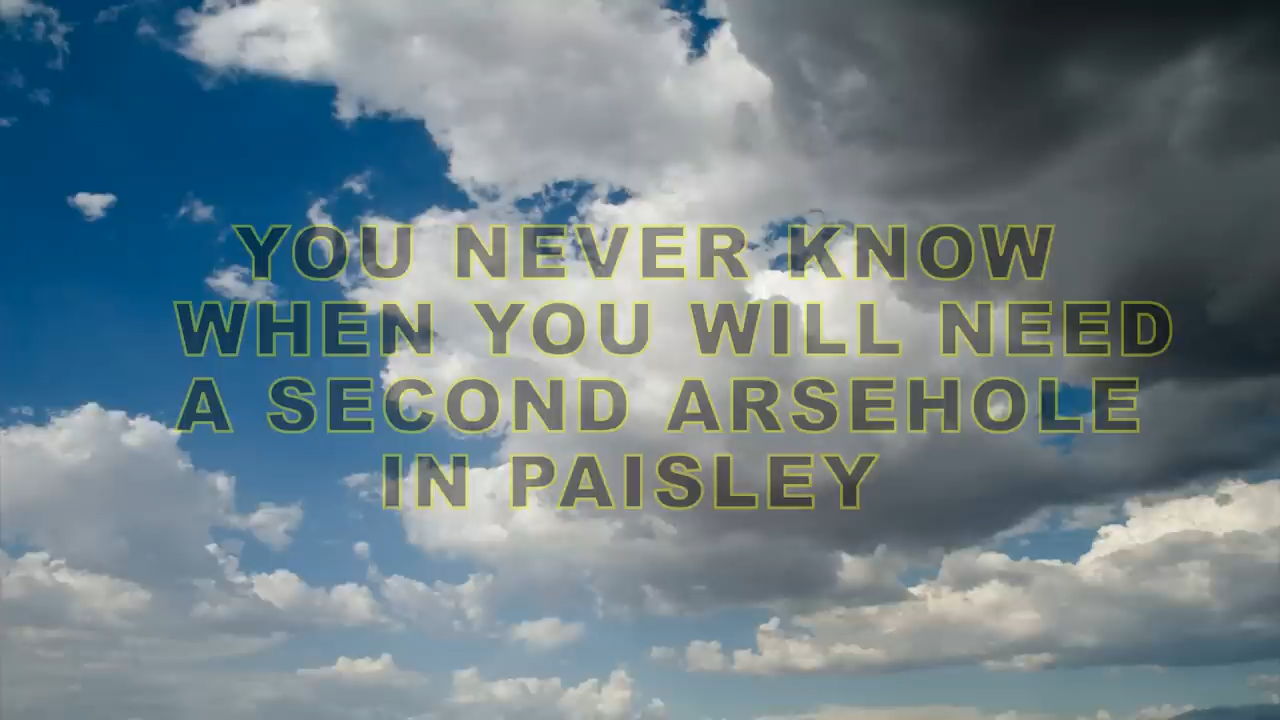 YOU NEVER KNOW
WHEN YOU WILL NEED
A SECOND ARSEHOLE
IN PAISLEY